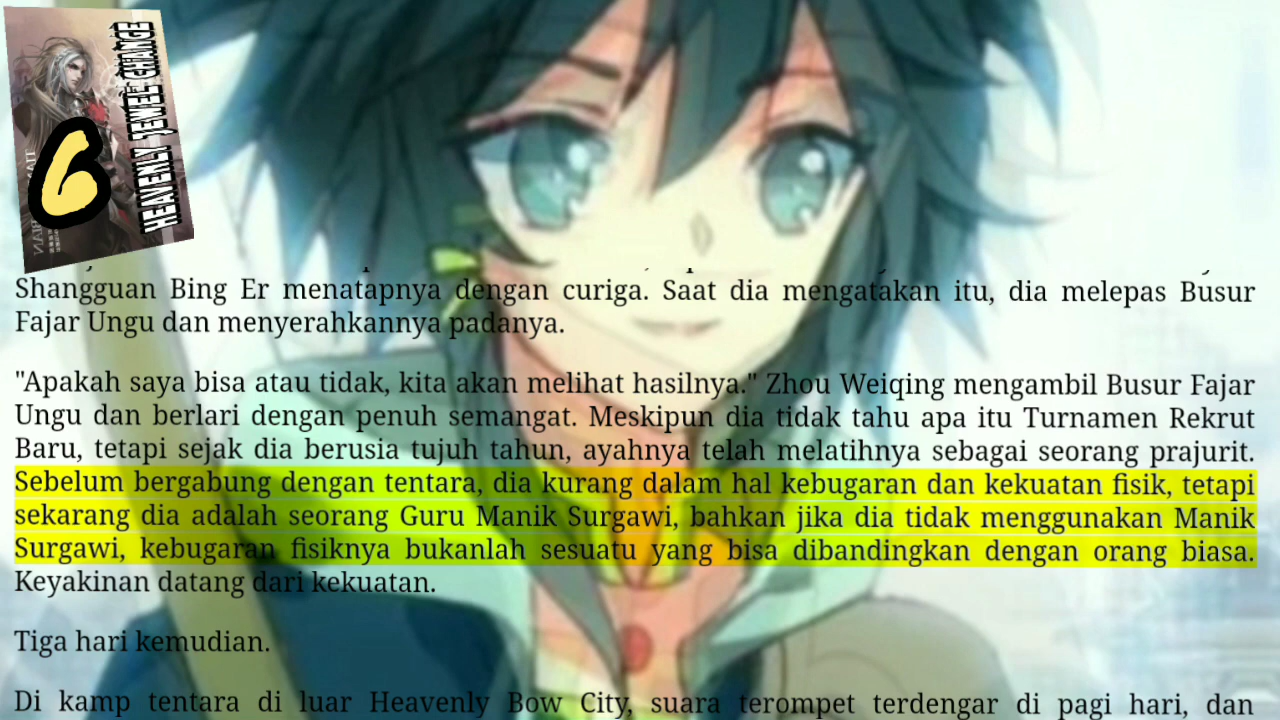 HEAVENLY JEWEL CHANGE
6
Shangguan Bing Er menatapnya dengan curiga. Saat dia mengatakan itu, dia melepas Busur
Fajar Ungu dan menyerahkannya padanya.
"Apakah saya bisa atau tidak, kita akan melihat hasilnya." Zhou Weiqing mengambil Busur Fajar
Ungu dan berlari dengan penuh semangat. Meskipun dia tidak tahu apa itu Turnamen Rekrut
Baru, tetapi sejak dia berusia tujuh tahun, ayahnya telah melatihnya sebagai seorang prajurit.
Sebelum bergabung dengan tentara, dia kurang dalam hal kebugaran dan kekuatan fisik, tetapi
sekarang dia adalah seorang Guru Manik Surgawi, bahkan jika dia tidak menggunakan Manik
Surgawi, kebugaran fisiknya bukanlah sesuatu yang bisa dibandingkan dengan orang biasa.
Keyakinan datang dari kekuatan.
Tiga hari kemudian.
Di kamp tentara di luar Heavenly Bow City, suara terompet terdengar di pagi hari, dan